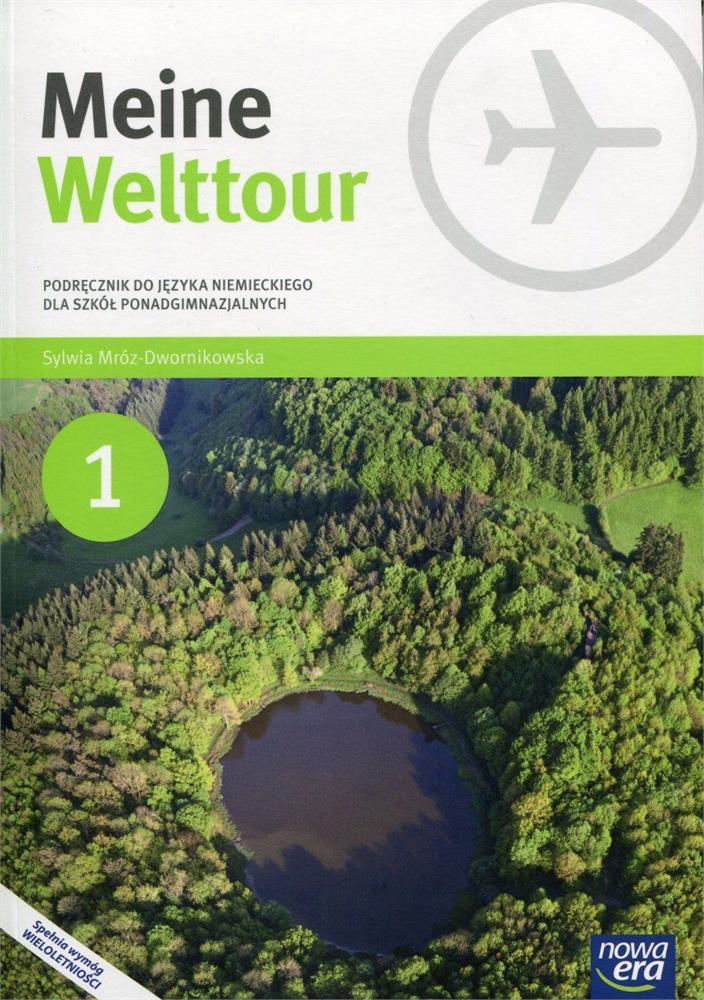 Meine
Welttour
PODRĘCZNIK DO JĘZYKA NIEMIECKIEGO
DLA SZKÓŁ PONADGIMNAZJALNYCH
Sylwia Mróz-Dwornikowska
1
Spełnia wymóg
WIELOLETNIOŚCI
nowa
era